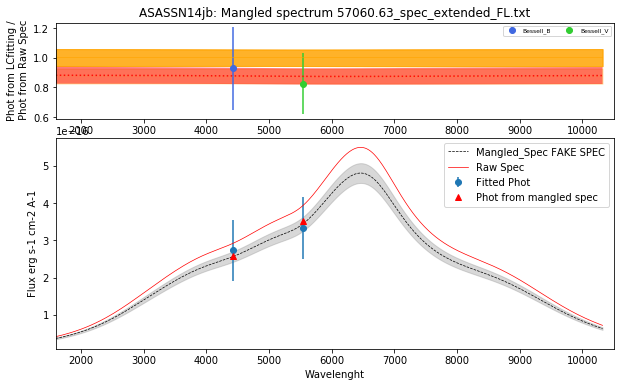 ASASSN14jb: Mangled spectrum 57060.63_spec_extended_FL.txt
Phot from LCfitting /
Phot from Raw Spec
1.2
1.0
0.8
0.6
Bessell_B
Bessell_V
2000 3000 4000 5000 6000 7000 8000 9000 10000
1e−16
Flux erg s-1 cm-2 A-1
5
4
3
2
1
Mangled_Spec FAKE SPEC
Raw Spec
Fitted Phot
Phot from mangled spec
2000 3000 4000 5000 6000 7000 8000 9000 10000
Wavelenght